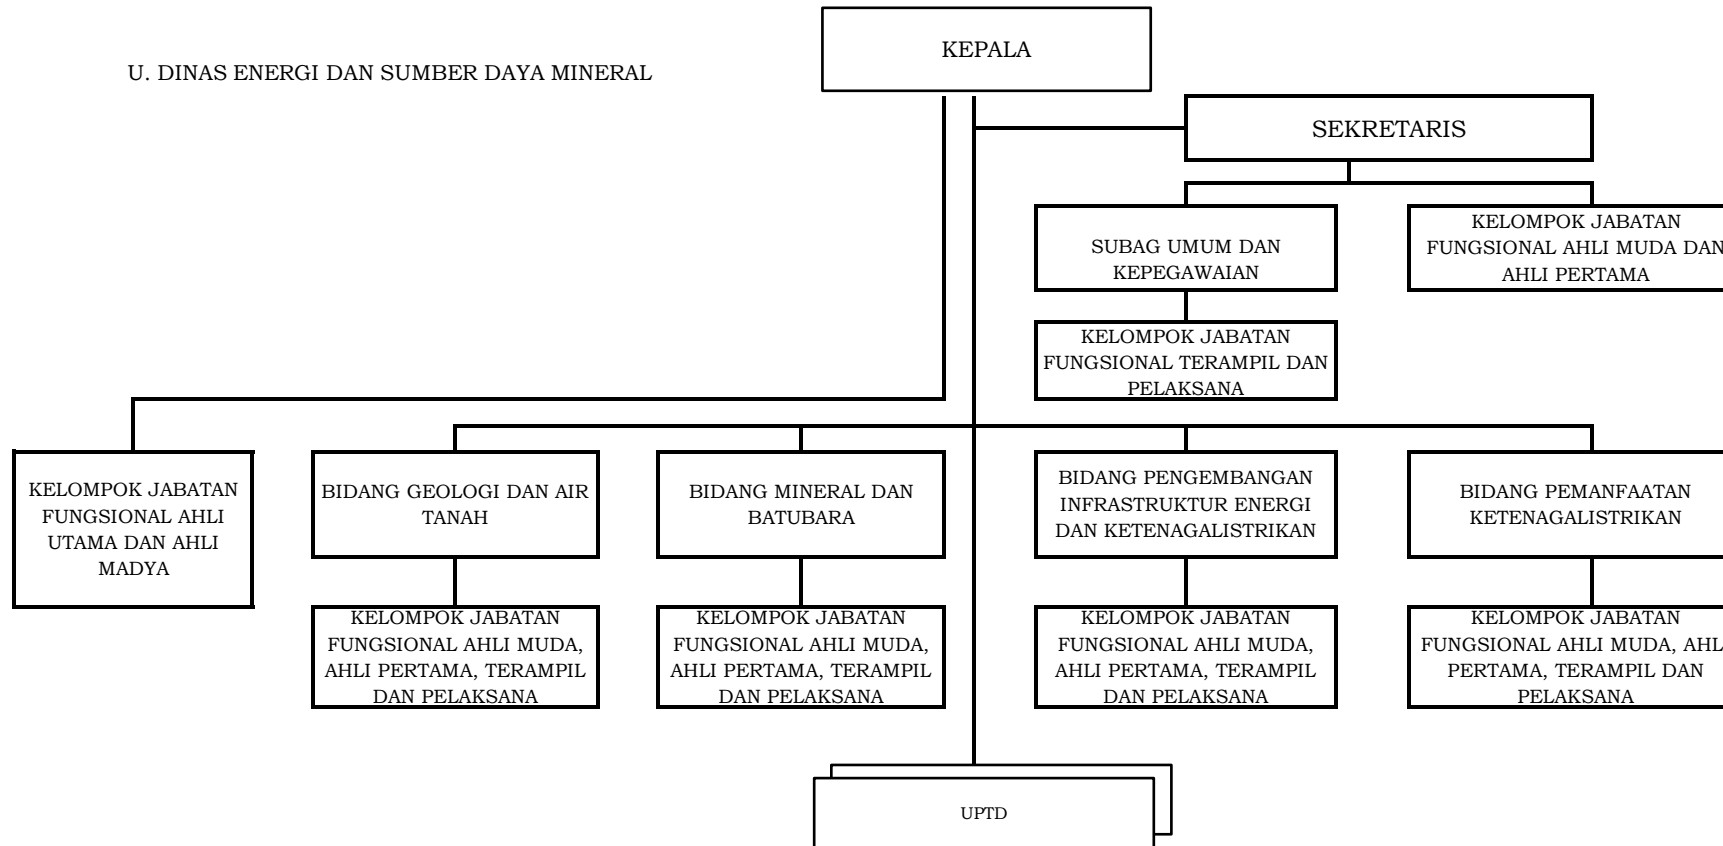 KEPALA
U. DINAS ENERGI DAN SUMBER DAYA MINERAL
SEKRETARIS
SUBAG UMUM DAN
KEPEGAWAIAN
KELOMPOK JABATAN
FUNGSIONAL AHLI MUDA DAN
AHLI PERTAMA
KELOMPOK JABATAN
FUNGSIONAL TERAMPIL DAN
PELAKSANA
KELOMPOK JABATAN
FUNGSIONAL AHLI
UTAMA DAN AHLI
MADYA
BIDANG GEOLOGI DAN AIR
TANAH
BIDANG MINERAL DAN
BATUBARA
BIDANG PENGEMBANGAN
INFRASTRUKTUR ENERGI
DAN KETENAGALISTRIKAN
BIDANG PEMANFAATAN
KETENAGALISTRIKAN
KELOMPOK JABATAN
FUNGSIONAL AHLI MUDA,
AHLI PERTAMA, TERAMPIL
DAN PELAKSANA
KELOMPOK JABATAN
FUNGSIONAL AHLI MUDA,
AHLI PERTAMA, TERAMPIL
DAN PELAKSANA
KELOMPOK JABATAN
FUNGSIONAL AHLI MUDA,
AHLI PERTAMA, TERAMPIL
DAN PELAKSANA
KELOMPOK JABATAN
FUNGSIONAL AHLI MUDA, AHL
PERTAMA, TERAMPIL DAN
PELAKSANA
UPTD